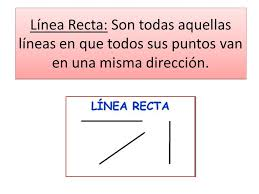 Línea Recta: Son todas aquellas
líneas en que todos sus puntos van
en una misma dirección.
LÍNEA RECTA